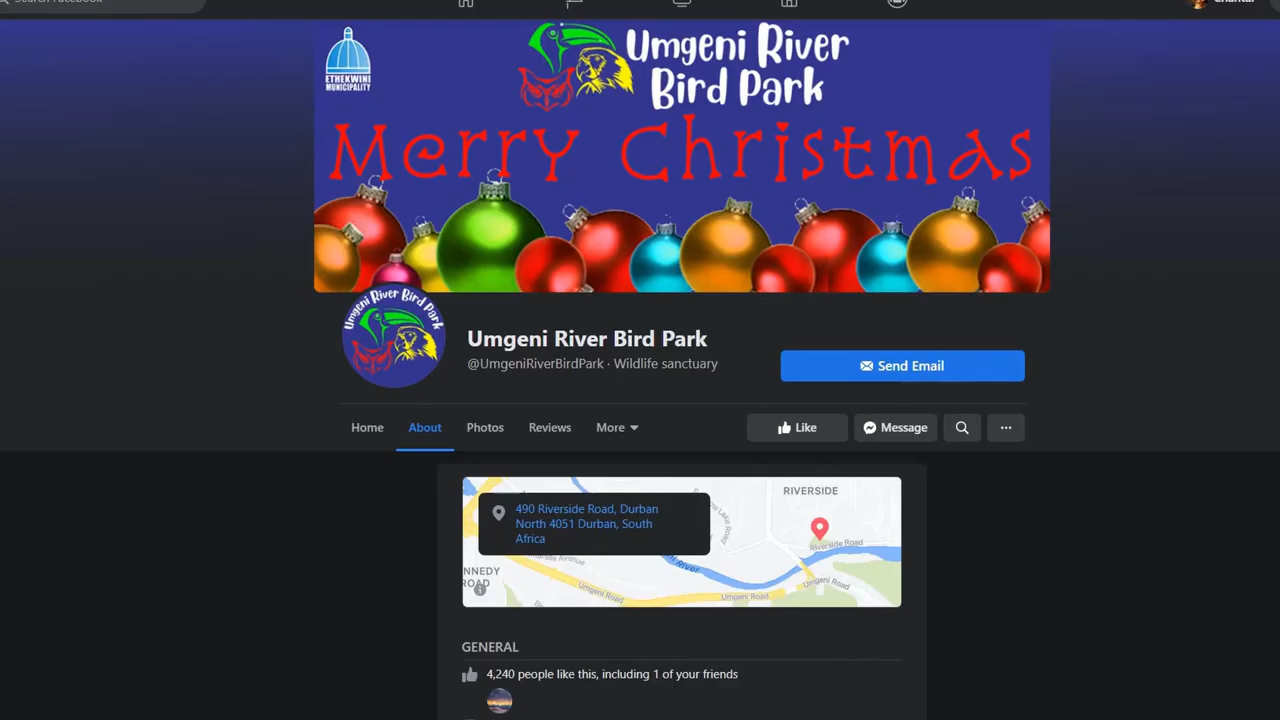 Search Facebook
Chantal
ETHEKWINI
MUNICIPALITY
Umgeni River
Bird Park
Merry Christmas
Umgeni River Bird Park
Umgeni River Bird Park
@UmgeniRiverBirdPark · Wildlife sanctuary
Send Email
Home
About
Photos
Reviews
More
Like
Message
RIVERSIDE
490 Riverside Road, Durban
North 4051 Durban, South
Africa
Riverside Road
NNEDY
ROAD
Umgeni Road
Umgeni Road
Umgeni Road
GENERAL
4,240 people like this, including 1 of your friends